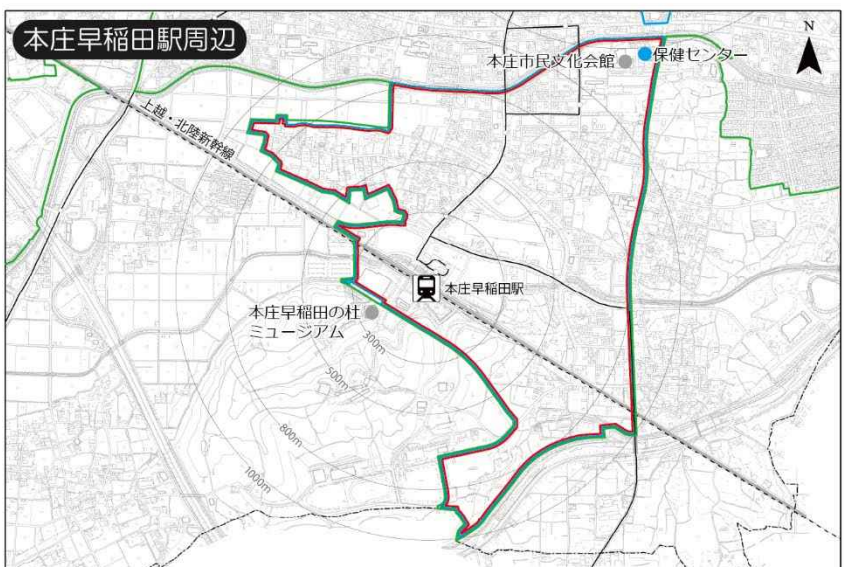 本庄早稲田駅周辺
N
本庄市民文化会館
保健センター
上越・北陸新幹線
本庄早稲田駅
本庄早稲田の杜
ミュージアム
300m
500m
800m
1000m